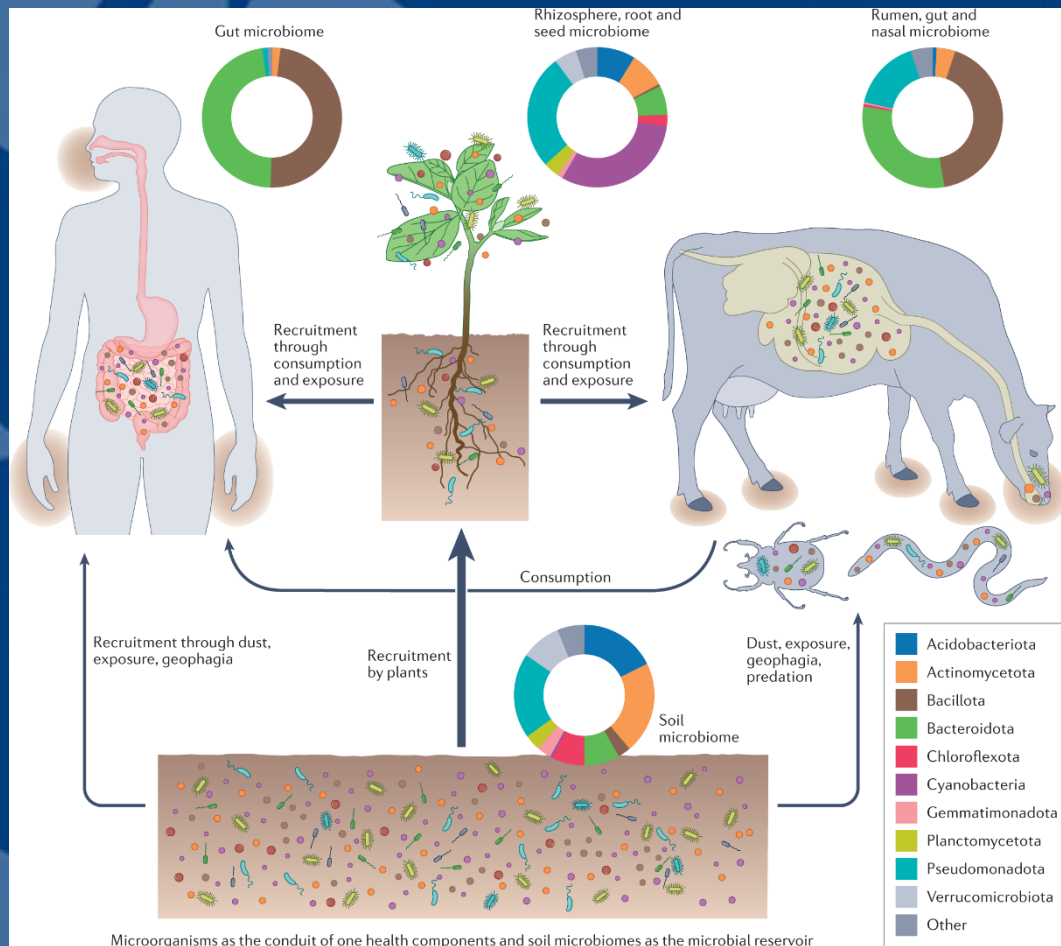 Gut microbiome
Rhizosphere, root and
seed microbiome
Rumen, gut and
nasal microbiome
Recruitment
through
consumption
and exposure
Recruitment
through
consumption
and exposure
Consumption
Recruitment through dust,
exposure, geophagia
Recruitment
by plants
Dust, exposure,
geophagia,
predation
Soil
microbiome
Acidobacteriota
Actinomycetota
Bacillota
Bacteroidota
Chloroflexota
Cyanobacteria
Gemmatimonadota
Planctomycetota
Pseudomonadota
Verrucomicrobiota
Other
Microorganisms as the conduit of one health components and soil microbiomes as the microbial reservoir